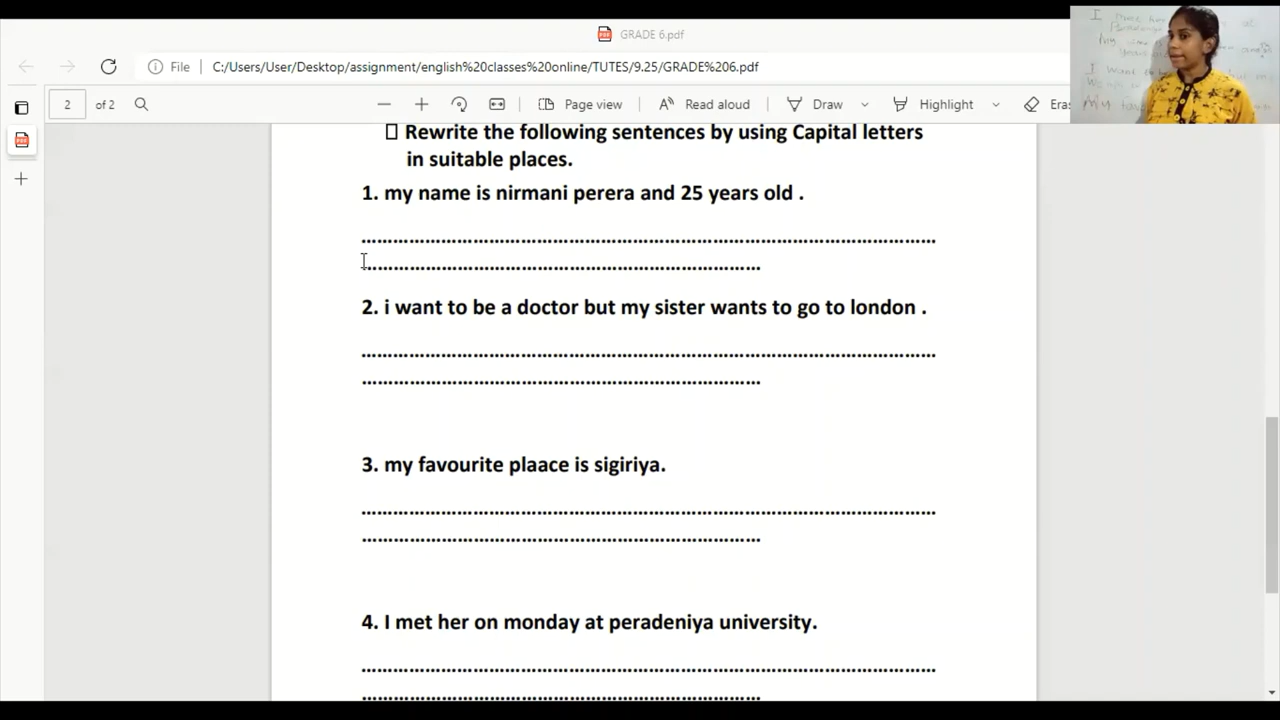 GRADE 6.pdf
File C:/Users/User/Desktop/assignment/english%20classes%20online/TUTES/9.25/GRADE%206.pdf
2 of 2 Page view Read aloud Draw Highlight
Rewrite the following sentences by using Capital letters
in suitable places.
1. my name is nirmani perera and 25 years old .
2. i want to be a doctor but my sister wants to go to london .
3. my favourite plaace is sigiriya.
4. I met her on monday at peradeniya university.